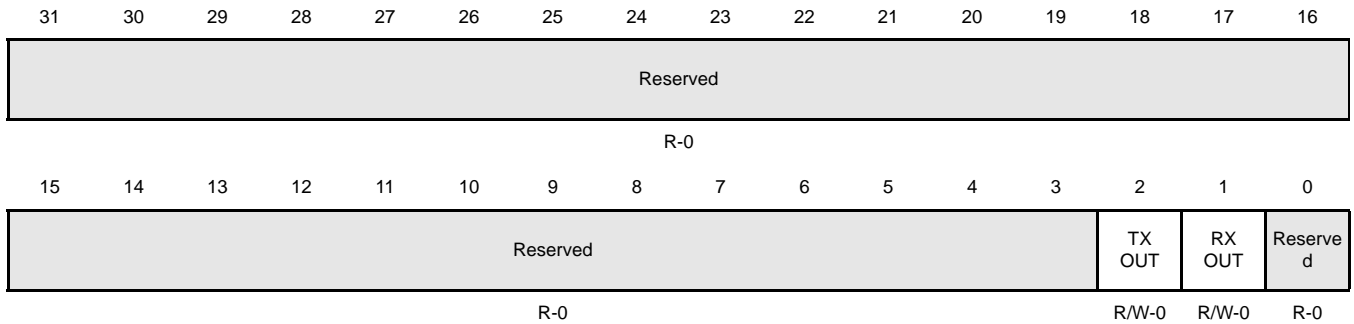 31 30 29 28 27 26 25 24 23 22 21 20 19 18 17 16
Reserved
R-0
15 14 13 12 11 10 9 8 7 6 5 4 3 2 1 0
Reserved TX RX Reserve
OUT OUT d
R-0 R/W-0 R/W-0 R-0